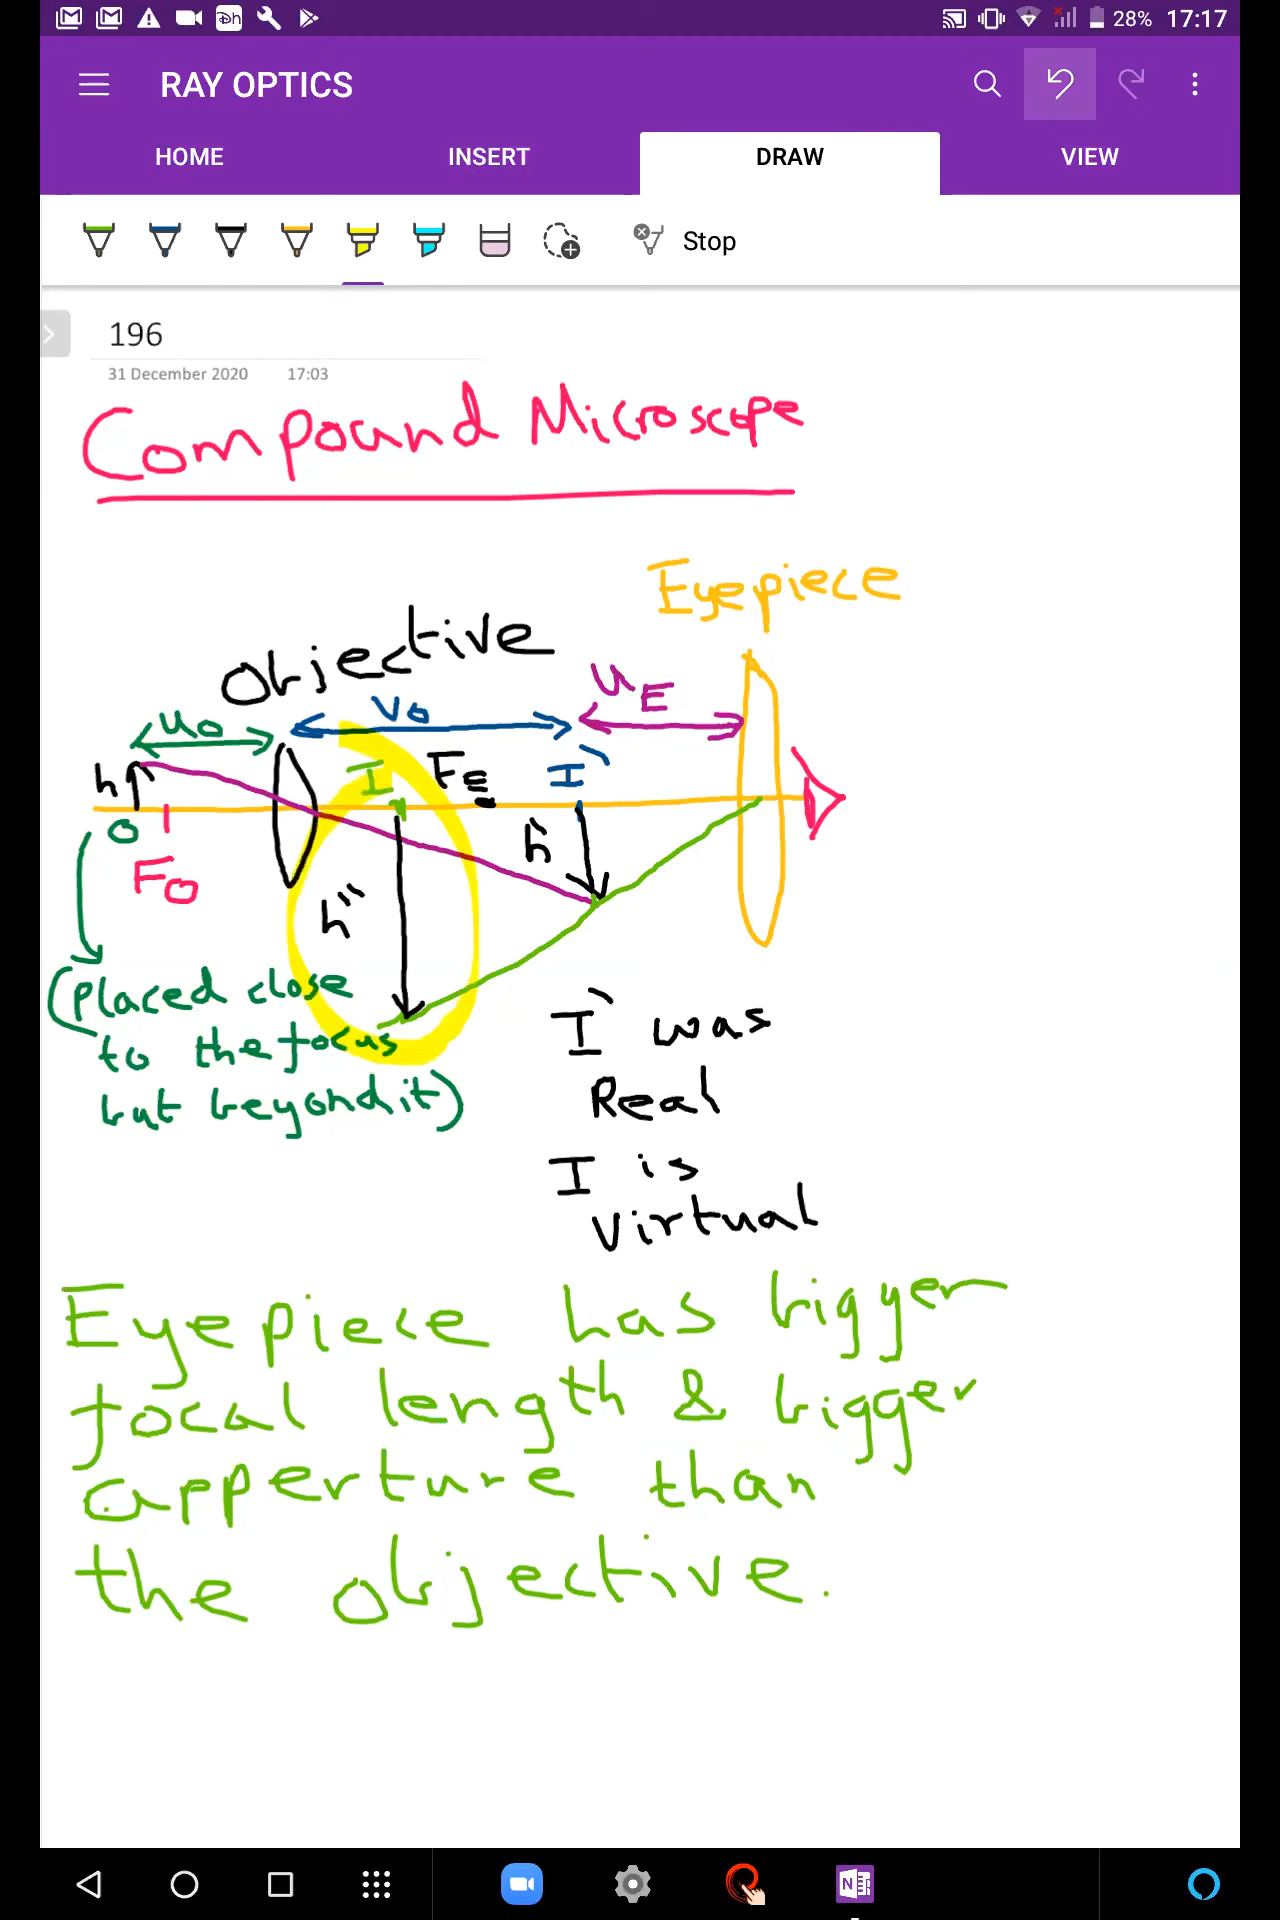 28% 17:17
RAY OPTICS
HOME INSERT DRAW VIEW
Stop
196
31 December 2020 17:03
Compound Microscope
Eyepiece
objective
uE
vo
uo
h
I
FE
I'
O
Fo
h'
h''
(placed close
to the focus
but beyond it)
I' was
Real
I is
virtual
Eyepiece has bigger
focal length & bigger
apperture than
the objective.